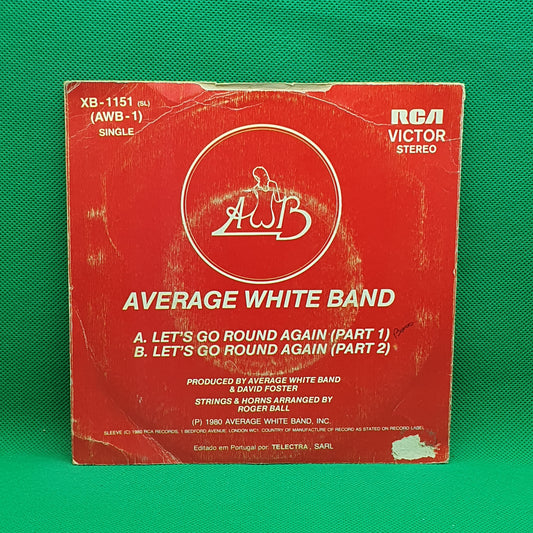 XB-1151 (SL)
(AWB-1)
SINGLE
RCA
VICTOR
STEREO
AWB
AVERAGE WHITE BAND
A. LET'S GO ROUND AGAIN (PART 1)
B. LET'S GO ROUND AGAIN (PART 2)
PRODUCED BY AVERAGE WHITE BAND
& DAVID FOSTER
STRINGS & HORNS ARRANGED BY
ROGER BALL
(P) 1980 AVERAGE WHITE BAND, INC.
SLEEVE (C) 1980 RCA RECORDS, 1 BEDFORD AVENUE, LONDON WC1. COUNTRY OF MANUFACTURE OF RECORD AS STATED ON RECORD LABEL
Editado em Portugal por: TELECTRA, SARL